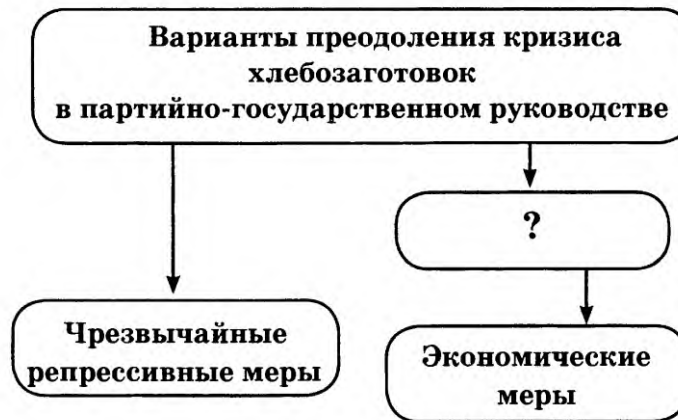 Варианты преодоления кризиса
хлебозаготовок
в партийно-государственном руководстве
?
Чрезвычайные
репрессивные меры
Экономические
меры